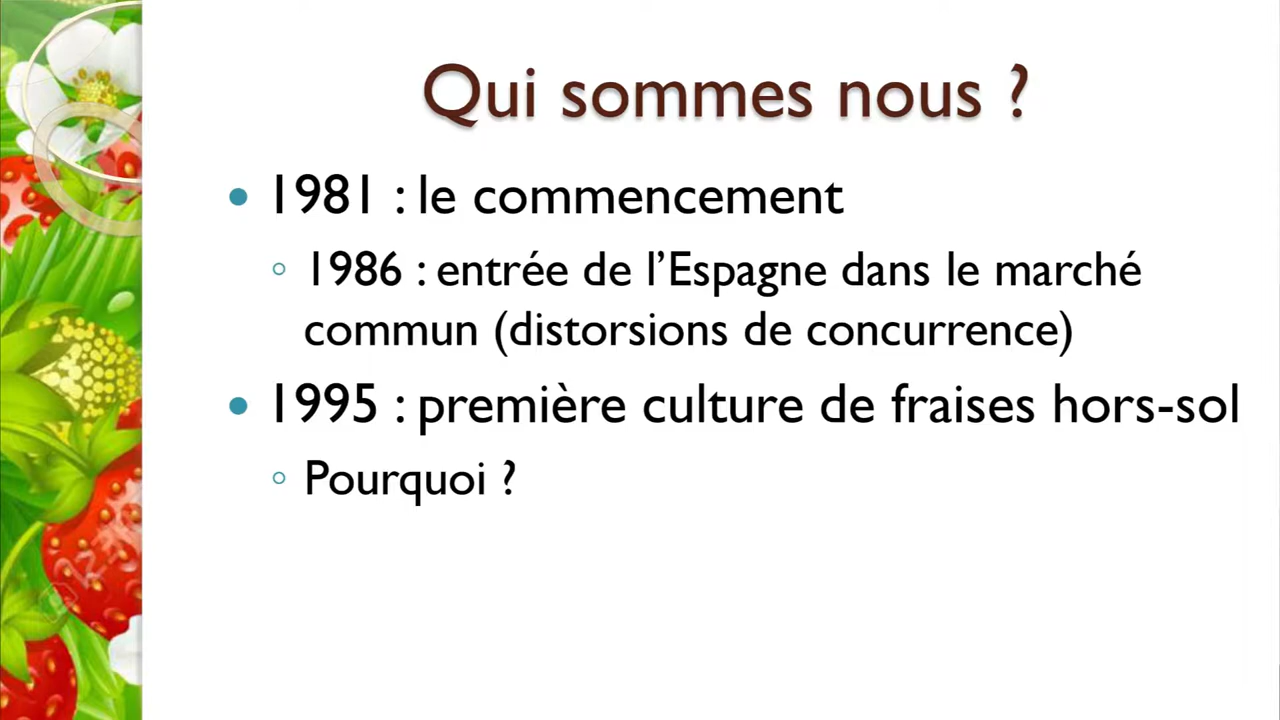 Qui sommes nous ?
• 1981 : le commencement
◦ 1986 : entrée de l’Espagne dans le marché
commun (distorsions de concurrence)
• 1995 : première culture de fraises hors-sol
◦ Pourquoi ?